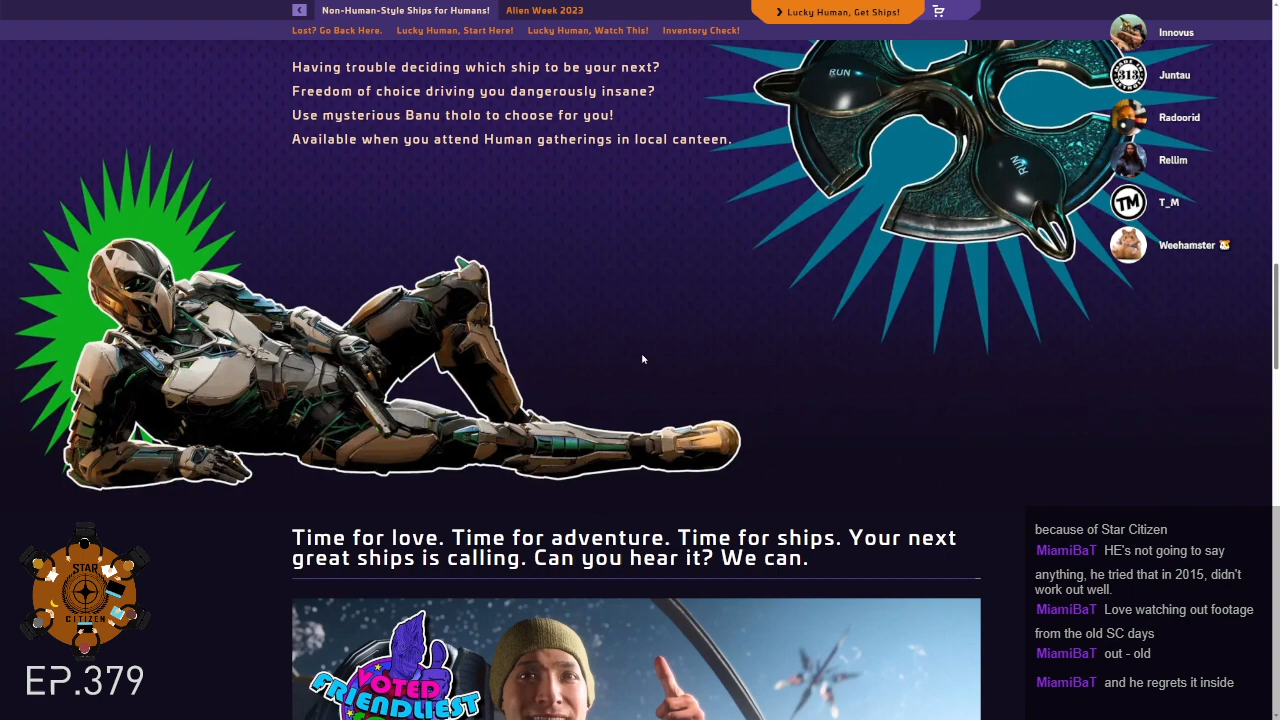 Non-Human-Style Ships for Humans!
Alien Week 2023
Lucky Human, Get Ships!
Lost? Go Back Here.
Lucky Human, Start Here!
Lucky Human, Watch This!
Inventory Check!
Innovus
Juntau
Radoorid
Rellim
T_M
Weehamster
313
TM
RUN
RUN
Having trouble deciding which ship to be your next?
Freedom of choice driving you dangerously insane?
Use mysterious Banu tholo to choose for you!
Available when you attend Human gatherings in local canteen.
Time for love. Time for adventure. Time for ships. Your next
great ships is calling. Can you hear it? We can.
VOTED
FRIENDLIEST
STAR
CITIZEN
EP.379
because of Star Citizen
MiamiBaT HE's not going to say
anything, he tried that in 2015, didn't
work out well.
MiamiBaT Love watching out footage
from the old SC days
MiamiBaT out - old
MiamiBaT and he regrets it inside